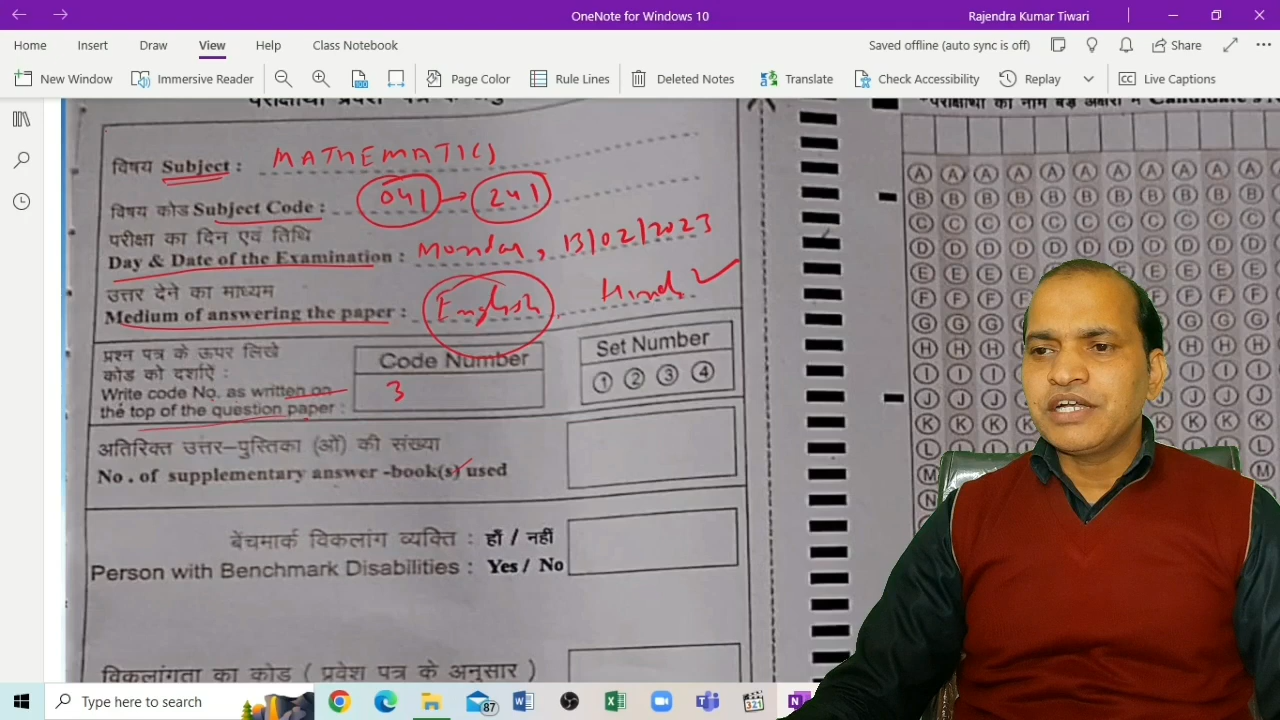 OneNote for Windows 10
Rajendra Kumar Tiwari
Home Insert Draw View Help Class Notebook
Saved offline (auto sync is off) Share
New Window Immersive Reader Page Color Rule Lines Deleted Notes Translate Check Accessibility Replay Live Captions
विषय Subject : MATHEMATICS
विषय कोड Subject Code : 041 → 241
परीक्षा का दिन एवं तिथि
Day & Date of the Examination : Monday, 13/02/2023
उत्तर देने का माध्यम
Medium of answering the paper : English, Hindi ✓
प्रश्न पत्र के ऊपर लिखे
कोड को दर्शाऐं :
Write code No. as written on
the top of the question paper :
Code Number
3
Set Number
① ② ③ ④
अतिरिक्त उत्तर-पुस्तिका (ओं) की संख्या
No. of supplementary answer -book(s) used
बेंचमार्क विकलांग व्यक्ति : हाँ / नहीं
Person with Benchmark Disabilities : Yes / No
विकलांगता का कोड ( प्रवेश पत्र के अनुसार )
A A A A A A A A A A
B B B B B B B B B B
C C C C C C C C C C
D D D D D D D D D D
E E E E E
F F F F
G G G G
H H H H
I I I I
J J J J
K K K K
L L L L
M
N
Type here to search
87
321